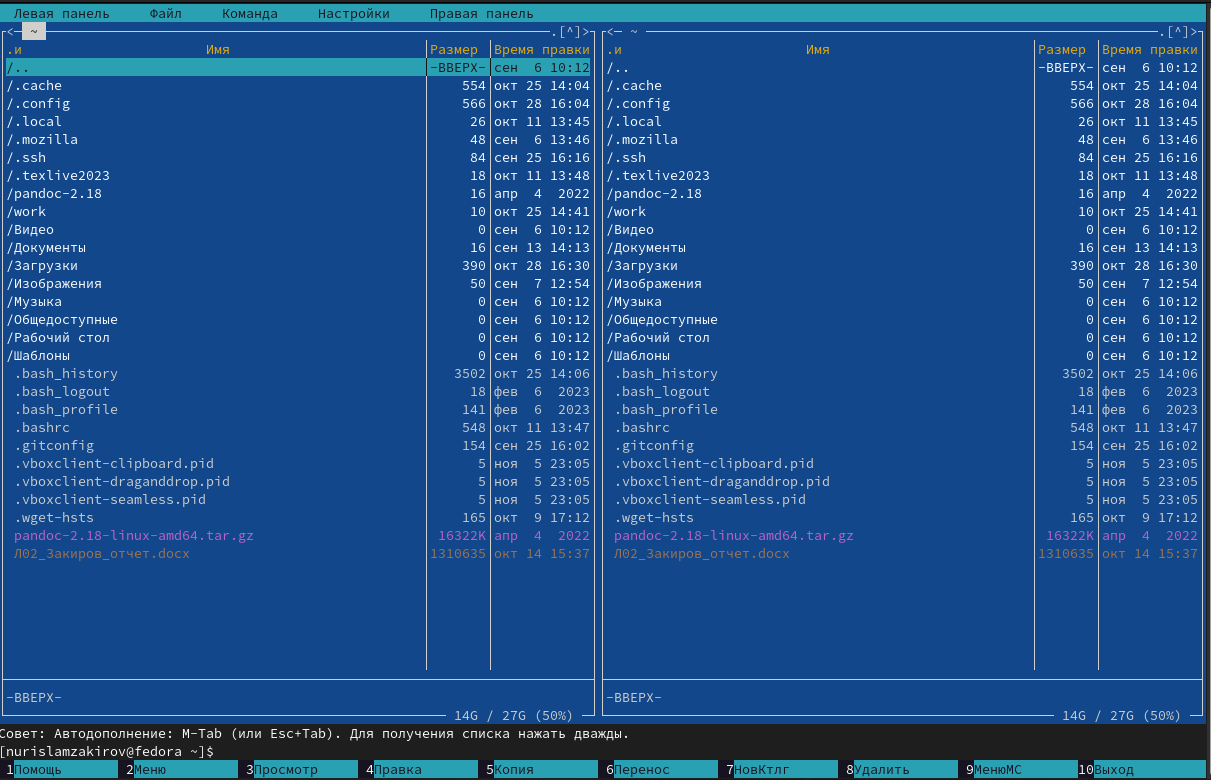 Левая панель Файл Команда Настройки Правая панель
<─ ~ ─.[^]> <─ ~ ─.[^]>
.и Имя Размер Время правки .и Имя Размер Время правки
/.. -ВВЕРХ- сен 6 10:12 /.. -ВВЕРХ- сен 6 10:12
/.cache 554 окт 25 14:04 /.cache 554 окт 25 14:04
/.config 566 окт 28 16:04 /.config 566 окт 28 16:04
/.local 26 окт 11 13:45 /.local 26 окт 11 13:45
/.mozilla 48 сен 6 13:46 /.mozilla 48 сен 6 13:46
/.ssh 84 сен 25 16:16 /.ssh 84 сен 25 16:16
/.texlive2023 18 окт 11 13:48 /.texlive2023 18 окт 11 13:48
/pandoc-2.18 16 апр 4 2022 /pandoc-2.18 16 апр 4 2022
/work 10 окт 25 14:41 /work 10 окт 25 14:41
/Видео 0 сен 6 10:12 /Видео 0 сен 6 10:12
/Документы 16 сен 13 14:13 /Документы 16 сен 13 14:13
/Загрузки 390 окт 28 16:30 /Загрузки 390 окт 28 16:30
/Изображения 50 сен 7 12:54 /Изображения 50 сен 7 12:54
/Музыка 0 сен 6 10:12 /Музыка 0 сен 6 10:12
/Общедоступные 0 сен 6 10:12 /Общедоступные 0 сен 6 10:12
/Рабочий стол 0 сен 6 10:12 /Рабочий стол 0 сен 6 10:12
/Шаблоны 0 сен 6 10:12 /Шаблоны 0 сен 6 10:12
.bash_history 3502 окт 25 14:06 .bash_history 3502 окт 25 14:06
.bash_logout 18 фев 6 2023 .bash_logout 18 фев 6 2023
.bash_profile 141 фев 6 2023 .bash_profile 141 фев 6 2023
.bashrc 548 окт 11 13:47 .bashrc 548 окт 11 13:47
.gitconfig 154 сен 25 16:02 .gitconfig 154 сен 25 16:02
.vboxclient-clipboard.pid 5 ноя 5 23:05 .vboxclient-clipboard.pid 5 ноя 5 23:05
.vboxclient-draganddrop.pid 5 ноя 5 23:05 .vboxclient-draganddrop.pid 5 ноя 5 23:05
.vboxclient-seamless.pid 5 ноя 5 23:05 .vboxclient-seamless.pid 5 ноя 5 23:05
.wget-hsts 165 окт 9 17:12 .wget-hsts 165 окт 9 17:12
pandoc-2.18-linux-amd64.tar.gz 16322K апр 4 2022 pandoc-2.18-linux-amd64.tar.gz 16322K апр 4 2022
Л02_Закиров_отчет.docx 1310635 окт 14 15:37 Л02_Закиров_отчет.docx 1310635 окт 14 15:37
-ВВЕРХ- -ВВЕРХ-
14G / 27G (50%) 14G / 27G (50%)
Совет: Автодополнение: M-Tab (или Esc+Tab). Для получения списка нажать дважды.
[nurislamzakirov@fedora ~]$
1Помощь 2Меню 3Просмотр 4Правка 5Копия 6Перенос 7НовКтлг 8Удалить 9МенюМС 10Выход